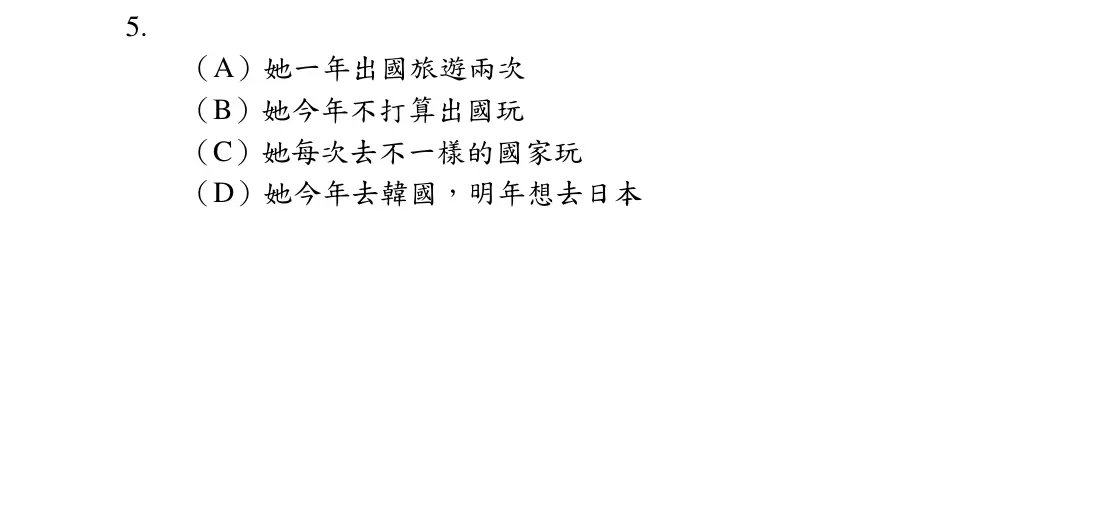 5.
（A）她一年出國旅遊兩次
（B）她今年不打算出國玩
（C）她每次去不一樣的國家玩
（D）她今年去韓國，明年想去日本